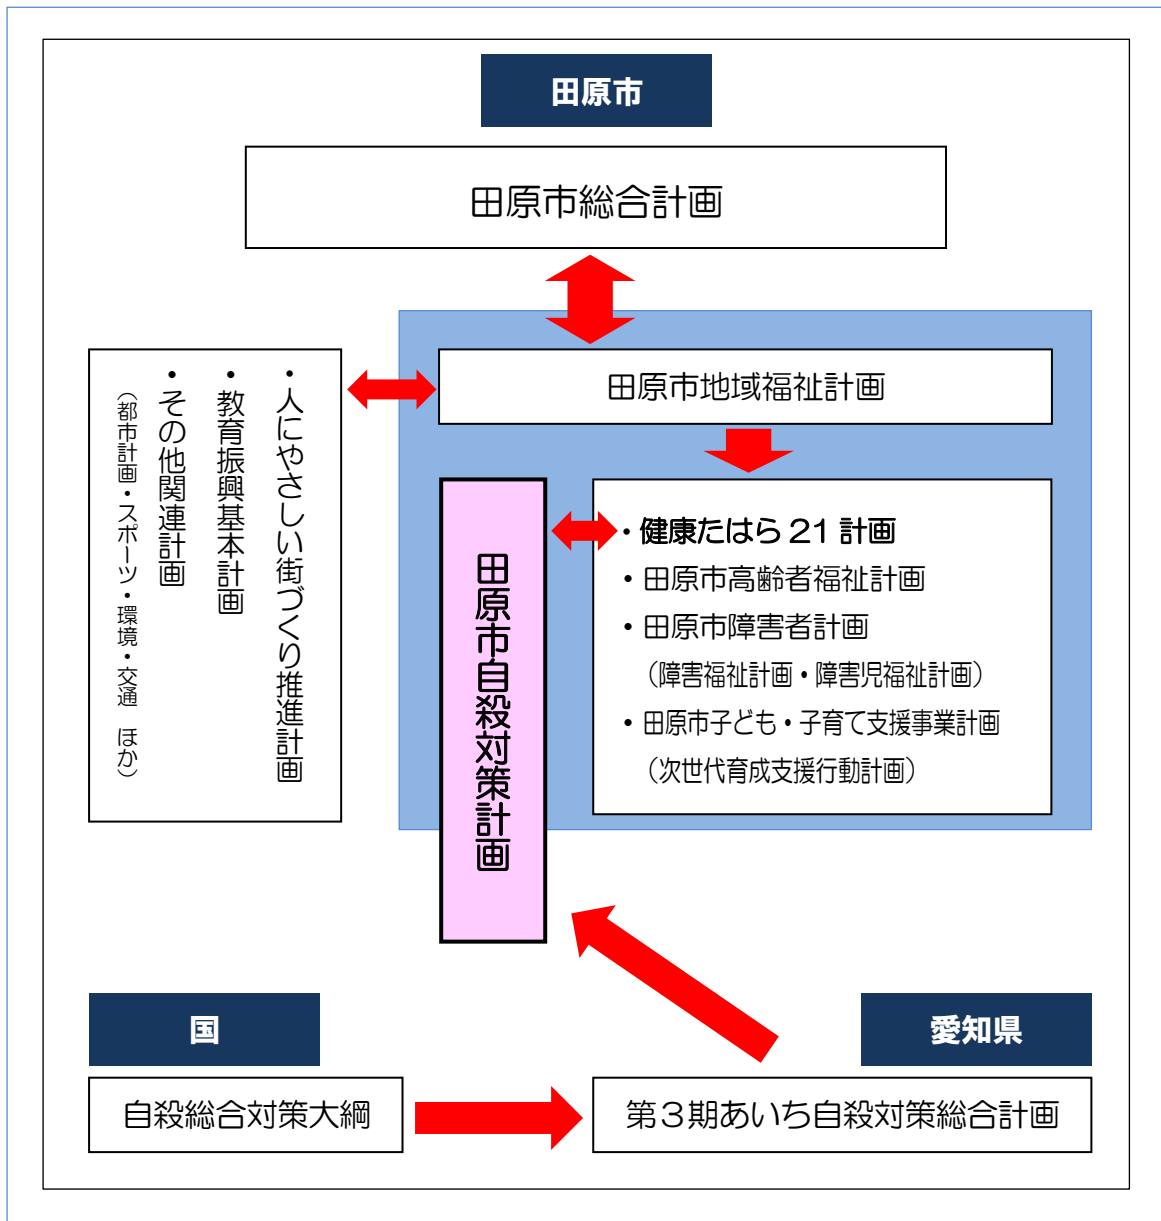 田原市
田原市総合計画
田原市地域福祉計画
・人にやさしい街づくり推進計画
・教育振興基本計画
・その他関連計画
（都市計画・スポーツ・環境・交通　ほか）
田原市自殺対策計画
・健康たはら 21 計画
・田原市高齢者福祉計画
・田原市障害者計画
（障害福祉計画・障害児福祉計画）
・田原市子ども・子育て支援事業計画
（次世代育成支援行動計画）
国
自殺総合対策大綱
愛知県
第３期あいち自殺対策総合計画